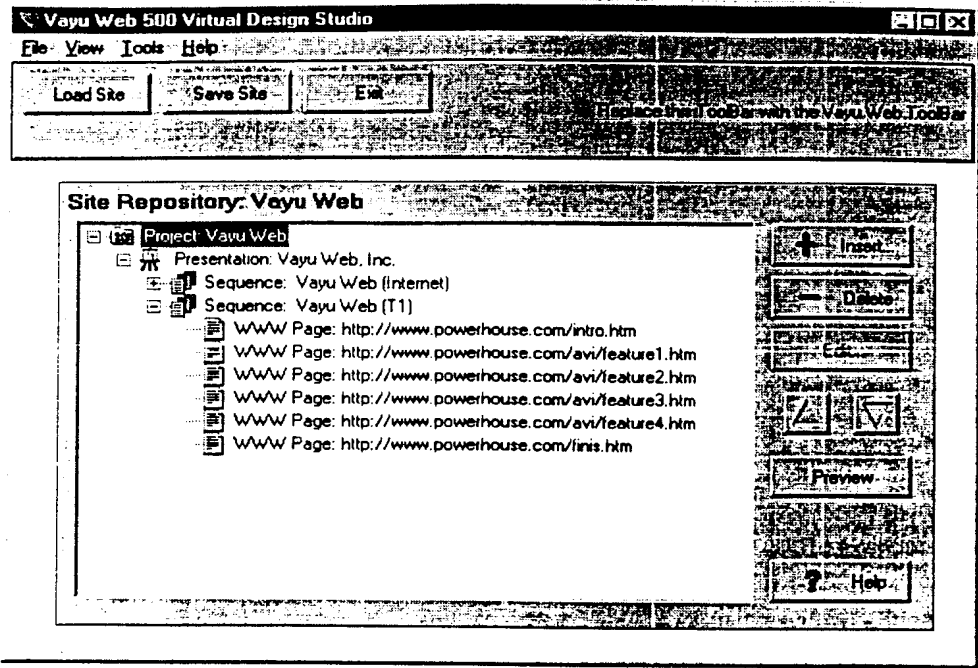 Vayu Web 500 Virtual Design Studio
File View Tools Help
Load Site Save Site Exit
Replace this ToolBar with the Vayu Web ToolBar
Site Repository: Vayu Web
Project: Vayu Web
Presentation: Vayu Web, Inc.
Sequence: Vayu Web (Internet)
Sequence: Vayu Web (T1)
WWW Page: http://www.powerhouse.com/intro.htm
WWW Page: http://www.powerhouse.com/avi/feature1.htm
WWW Page: http://www.powerhouse.com/avi/feature2.htm
WWW Page: http://www.powerhouse.com/avi/feature3.htm
WWW Page: http://www.powerhouse.com/avi/feature4.htm
WWW Page: http://www.powerhouse.com/finis.htm
Insert...
Delete
Edit...
Preview
? Help